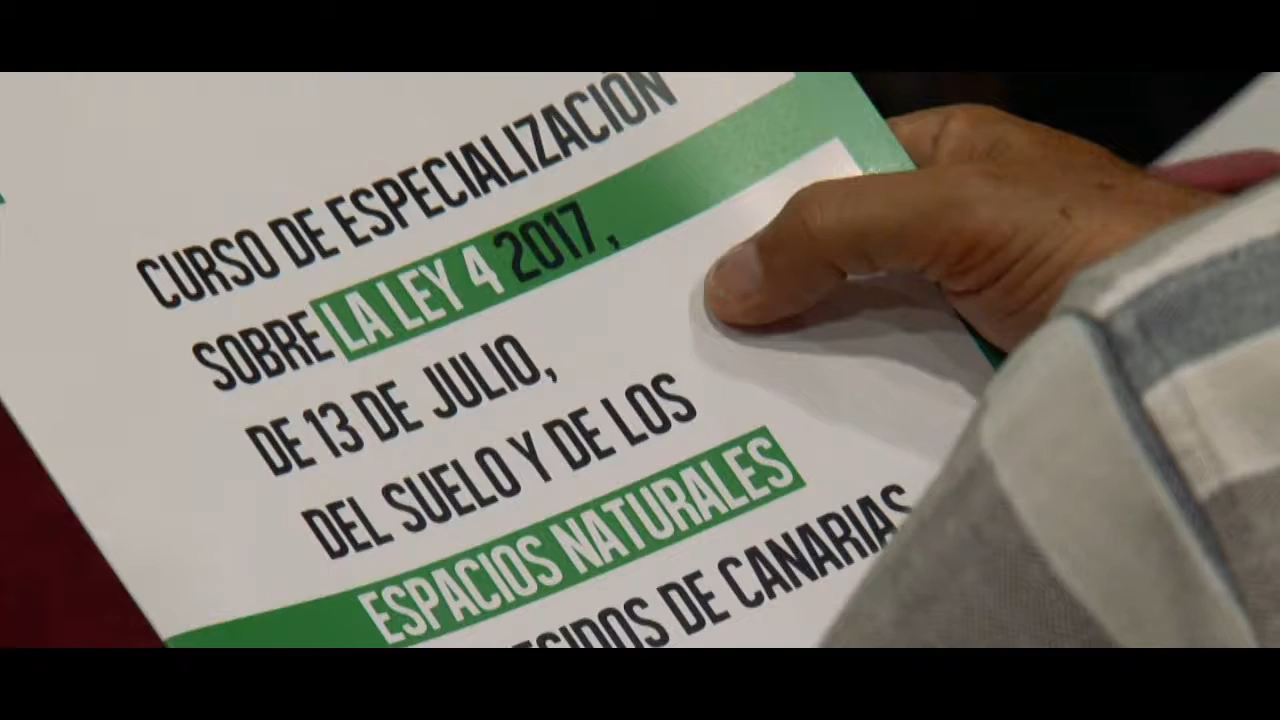 CURSO DE ESPECIALIZACIÓN
SOBRE LA LEY 4 2017,
DE 13 DE JULIO,
DEL SUELO Y DE LOS
ESPACIOS NATURALES
DE CANARIAS